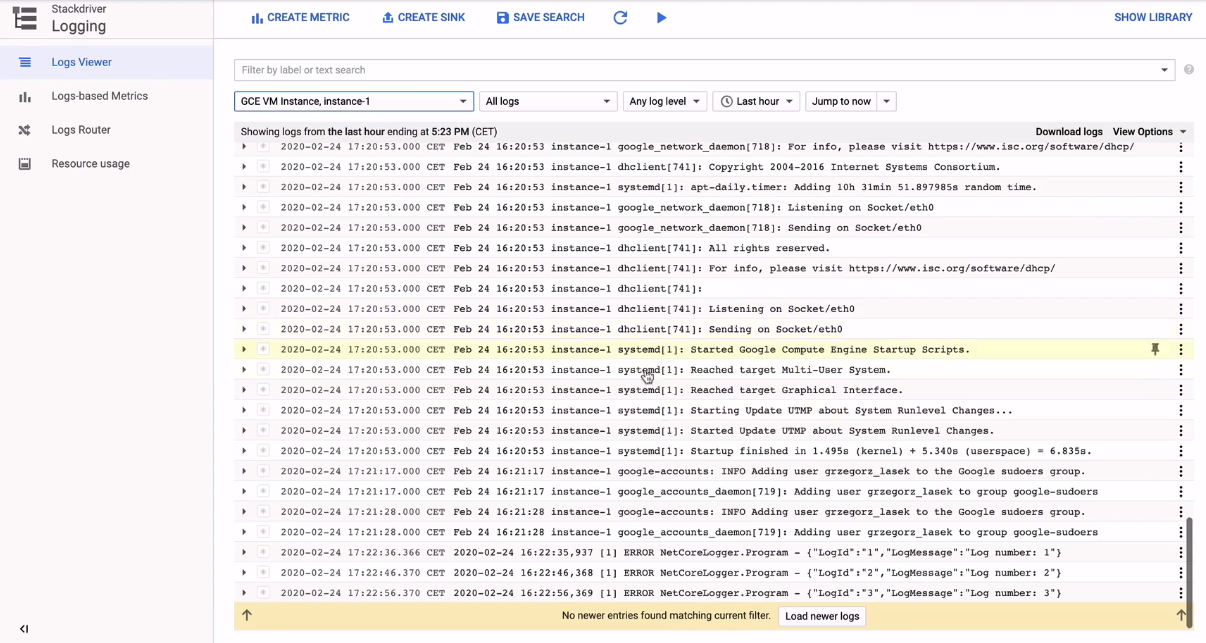 Stackdriver
Logging
CREATE METRIC CREATE SINK SAVE SEARCH SHOW LIBRARY
Logs Viewer
Logs-based Metrics
Logs Router
Resource usage
Filter by label or text search
GCE VM Instance, instance-1 All logs Any log level Last hour Jump to now
Showing logs from the last hour ending at 5:23 PM (CET) Download logs View Options
2020-02-24 17:20:53.000 CET Feb 24 16:20:53 instance-1 google_network_daemon[718]: For info, please visit https://www.isc.org/software/dhcp/
2020-02-24 17:20:53.000 CET Feb 24 16:20:53 instance-1 dhclient[741]: Copyright 2004-2016 Internet Systems Consortium.
2020-02-24 17:20:53.000 CET Feb 24 16:20:53 instance-1 systemd[1]: apt-daily.timer: Adding 10h 31min 51.897985s random time.
2020-02-24 17:20:53.000 CET Feb 24 16:20:53 instance-1 google_network_daemon[718]: Listening on Socket/eth0
2020-02-24 17:20:53.000 CET Feb 24 16:20:53 instance-1 google_network_daemon[718]: Sending on Socket/eth0
2020-02-24 17:20:53.000 CET Feb 24 16:20:53 instance-1 dhclient[741]: All rights reserved.
2020-02-24 17:20:53.000 CET Feb 24 16:20:53 instance-1 dhclient[741]: For info, please visit https://www.isc.org/software/dhcp/
2020-02-24 17:20:53.000 CET Feb 24 16:20:53 instance-1 dhclient[741]:
2020-02-24 17:20:53.000 CET Feb 24 16:20:53 instance-1 dhclient[741]: Listening on Socket/eth0
2020-02-24 17:20:53.000 CET Feb 24 16:20:53 instance-1 dhclient[741]: Sending on Socket/eth0
2020-02-24 17:20:53.000 CET Feb 24 16:20:53 instance-1 systemd[1]: Started Google Compute Engine Startup Scripts.
2020-02-24 17:20:53.000 CET Feb 24 16:20:53 instance-1 systemd[1]: Reached target Multi-User System.
2020-02-24 17:20:53.000 CET Feb 24 16:20:53 instance-1 systemd[1]: Reached target Graphical Interface.
2020-02-24 17:20:53.000 CET Feb 24 16:20:53 instance-1 systemd[1]: Starting Update UTMP about System Runlevel Changes...
2020-02-24 17:20:53.000 CET Feb 24 16:20:53 instance-1 systemd[1]: Started Update UTMP about System Runlevel Changes.
2020-02-24 17:20:53.000 CET Feb 24 16:20:53 instance-1 systemd[1]: Startup finished in 1.495s (kernel) + 5.340s (userspace) = 6.835s.
2020-02-24 17:21:17.000 CET Feb 24 16:21:17 instance-1 google-accounts: INFO Adding user grzegorz_lasek to the Google sudoers group.
2020-02-24 17:21:17.000 CET Feb 24 16:21:17 instance-1 google_accounts_daemon[719]: Adding user grzegorz_lasek to group google-sudoers
2020-02-24 17:21:28.000 CET Feb 24 16:21:28 instance-1 google-accounts: INFO Adding user grzegorz_lasek to the Google sudoers group.
2020-02-24 17:21:28.000 CET Feb 24 16:21:28 instance-1 google_accounts_daemon[719]: Adding user grzegorz_lasek to group google-sudoers
2020-02-24 17:22:36.366 CET 2020-02-24 16:22:35,937 [1] ERROR NetCoreLogger.Program - {"LogId":"1","LogMessage":"Log number: 1"}
2020-02-24 17:22:46.370 CET 2020-02-24 16:22:46,368 [1] ERROR NetCoreLogger.Program - {"LogId":"2","LogMessage":"Log number: 2"}
2020-02-24 17:22:56.370 CET 2020-02-24 16:22:56,369 [1] ERROR NetCoreLogger.Program - {"LogId":"3","LogMessage":"Log number: 3"}
No newer entries found matching current filter. Load newer logs